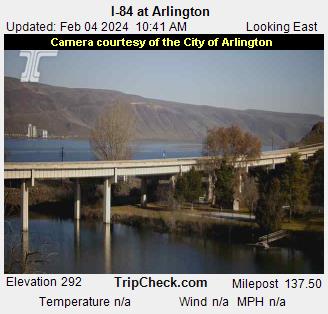 I-84 at Arlington
Updated: Feb 04 2024 10:41 AM Looking East
Camera courtesy of the City of Arlington
Elevation 292 TripCheck.com Milepost 137.50
Temperature n/a Wind n/a MPH n/a